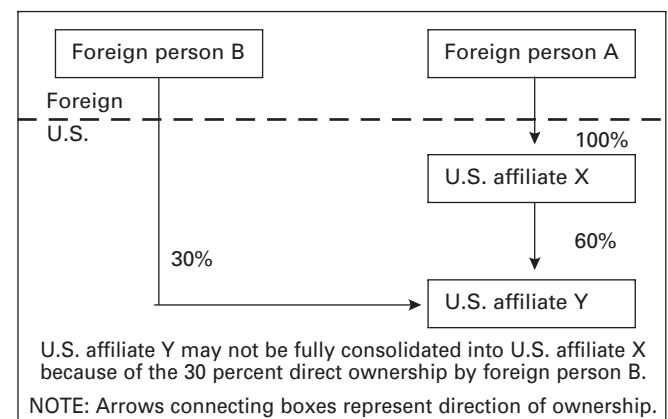 Foreign person B
Foreign person A
Foreign
U.S.
100%
U.S. affiliate X
30%
60%
U.S. affiliate Y
U.S. affiliate Y may not be fully consolidated into U.S. affiliate X
because of the 30 percent direct ownership by foreign person B.
NOTE: Arrows connecting boxes represent direction of ownership.